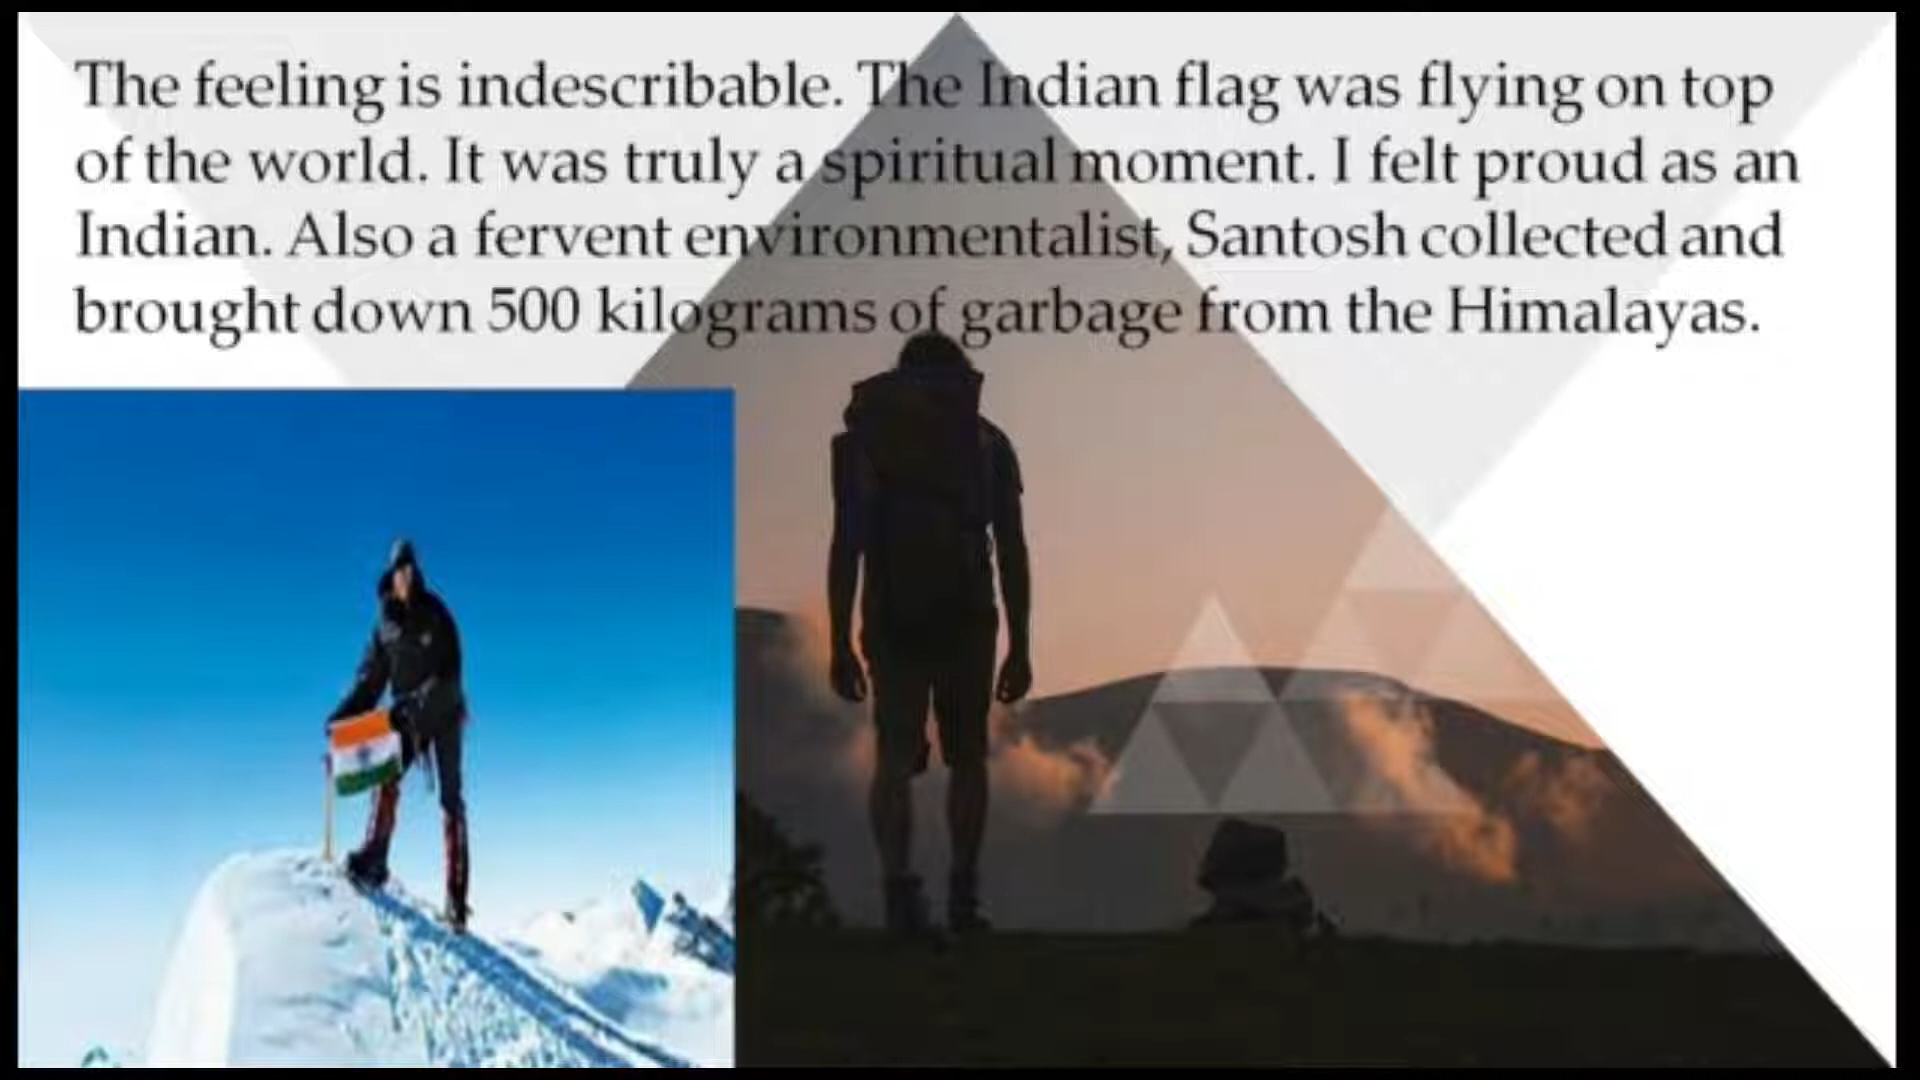 The feeling is indescribable. The Indian flag was flying on top
of the world. It was truly a spiritual moment. I felt proud as an
Indian. Also a fervent environmentalist, Santosh collected and
brought down 500 kilograms of garbage from the Himalayas.